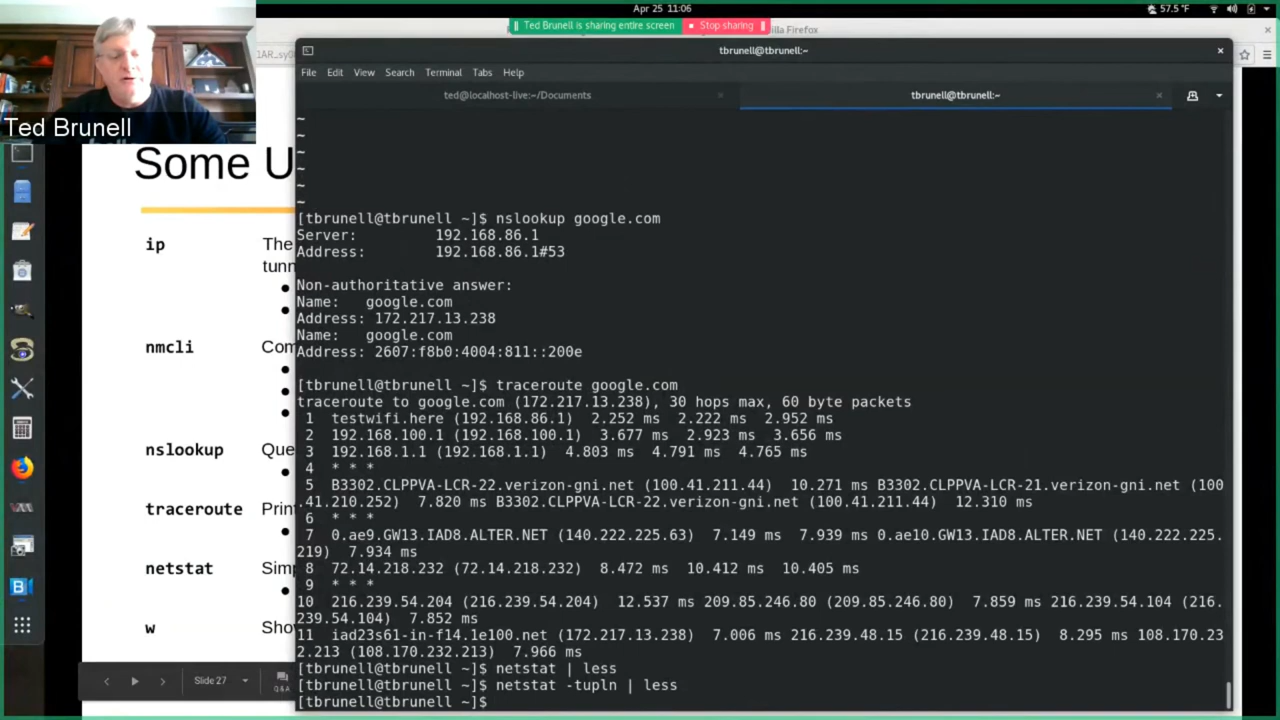 Apr 25 11:06
57.5 °F
Ted Brunell is sharing entire screen
Stop sharing
lla Firefox
tbrunell@tbrunell:~
File Edit View Search Terminal Tabs Help
ted@localhost-live:~/Documents
tbrunell@tbrunell:~
Ted Brunell
~
~
~
~
~
~
[tbrunell@tbrunell ~]$ nslookup google.com
Server: 192.168.86.1
Address: 192.168.86.1#53
Non-authoritative answer:
Name: google.com
Address: 172.217.13.238
Name: google.com
Address: 2607:f8b0:4004:811::200e
[tbrunell@tbrunell ~]$ traceroute google.com
traceroute to google.com (172.217.13.238), 30 hops max, 60 byte packets
1 testwifi.here (192.168.86.1) 2.252 ms 2.222 ms 2.952 ms
2 192.168.100.1 (192.168.100.1) 3.677 ms 2.923 ms 3.656 ms
3 192.168.1.1 (192.168.1.1) 4.803 ms 4.791 ms 4.765 ms
4 * * *
5 B3302.CLPPVA-LCR-22.verizon-gni.net (100.41.211.44) 10.271 ms B3302.CLPPVA-LCR-21.verizon-gni.net (100
.41.210.252) 7.820 ms B3302.CLPPVA-LCR-22.verizon-gni.net (100.41.211.44) 12.310 ms
6 * * *
7 0.ae9.GW13.IAD8.ALTER.NET (140.222.225.63) 7.149 ms 7.939 ms 0.ae10.GW13.IAD8.ALTER.NET (140.222.225.
219) 7.934 ms
8 72.14.218.232 (72.14.218.232) 8.472 ms 10.412 ms 10.405 ms
9 * * *
10 216.239.54.204 (216.239.54.204) 12.537 ms 209.85.246.80 (209.85.246.80) 7.859 ms 216.239.54.104 (216.
239.54.104) 7.852 ms
11 iad23s61-in-f14.1e100.net (172.217.13.238) 7.006 ms 216.239.48.15 (216.239.48.15) 8.295 ms 108.170.23
2.213 (108.170.232.213) 7.966 ms
[tbrunell@tbrunell ~]$ netstat | less
[tbrunell@tbrunell ~]$ netstat -tupln | less
[tbrunell@tbrunell ~]$
Some U
ip The
tunn
nmcli Com
nslookup Que
traceroute Print
netstat Simp
w Sho
Slide 27
Q&A